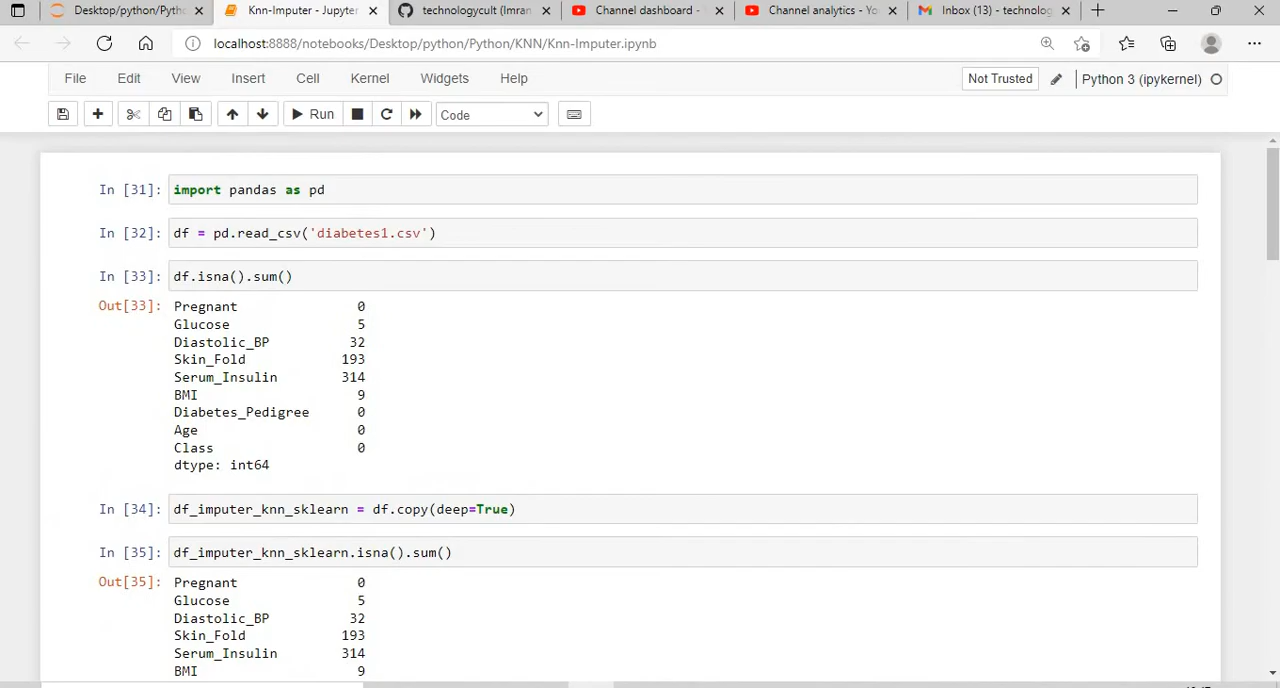 Desktop/python/Pytho
Knn-Imputer - Jupyter
technologycult (Imran
Channel dashboard -
Channel analytics - Yo
Inbox (13) - technolog
localhost:8888/notebooks/Desktop/python/Python/KNN/Knn-Imputer.ipynb
File Edit View Insert Cell Kernel Widgets Help Not Trusted Python 3 (ipykernel)
Run Code
In [31]: import pandas as pd
In [32]: df = pd.read_csv('diabetes1.csv')
In [33]: df.isna().sum()
Out[33]: Pregnant 0
Glucose 5
Diastolic_BP 32
Skin_Fold 193
Serum_Insulin 314
BMI 9
Diabetes_Pedigree 0
Age 0
Class 0
dtype: int64
In [34]: df_imputer_knn_sklearn = df.copy(deep=True)
In [35]: df_imputer_knn_sklearn.isna().sum()
Out[35]: Pregnant 0
Glucose 5
Diastolic_BP 32
Skin_Fold 193
Serum_Insulin 314
BMI 9